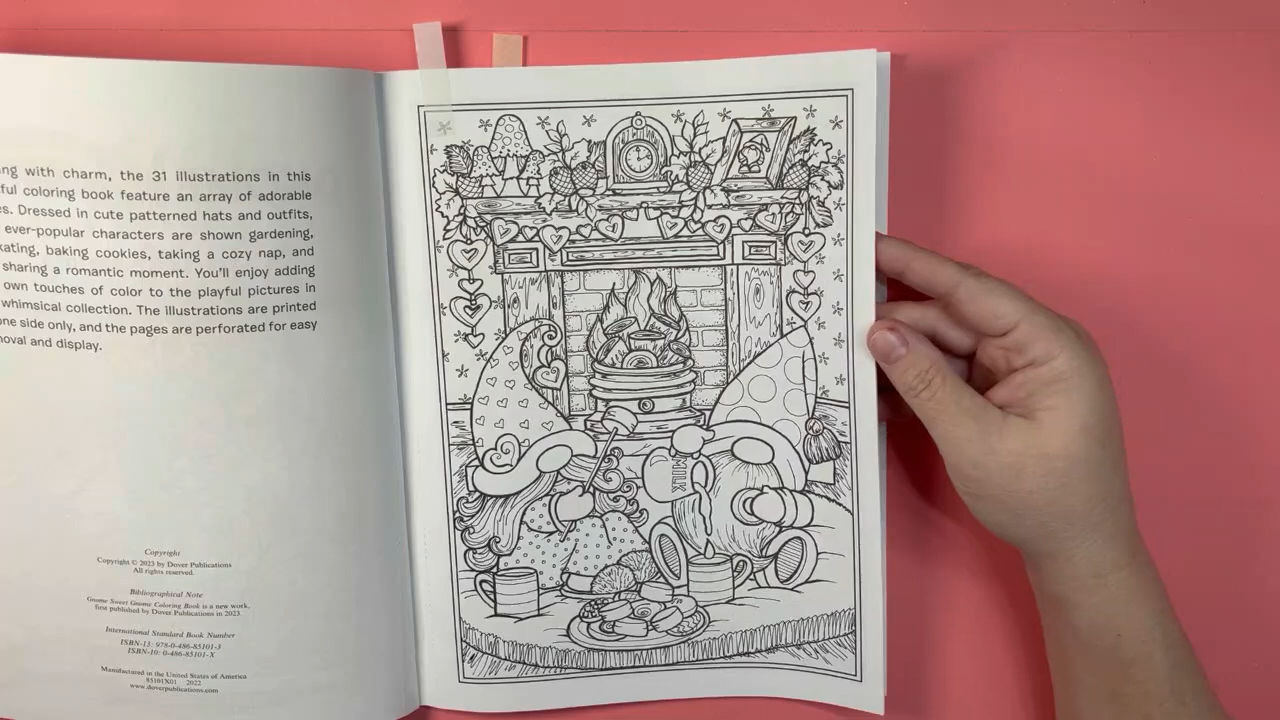 ng with charm, the 31 illustrations in this
ful coloring book feature an array of adorable
es. Dressed in cute patterned hats and outfits,
ever-popular characters are shown gardening,
kating, baking cookies, taking a cozy nap, and
sharing a romantic moment. You'll enjoy adding
own touches of color to the playful pictures in
whimsical collection. The illustrations are printed
one side only, and the pages are perforated for easy
noval and display.
Copyright
Copyright © 2023 by Dover Publications
All rights reserved.
Bibliographical Note
Gnome Sweet Gnome Coloring Book is a new work,
first published by Dover Publications in 2023.
International Standard Book Number
ISBN-13: 978-0-486-85101-3
ISBN-10: 0-486-85101-X
Manufactured in the United States of America
85101X01 2022
www.doverpublications.com
MILK